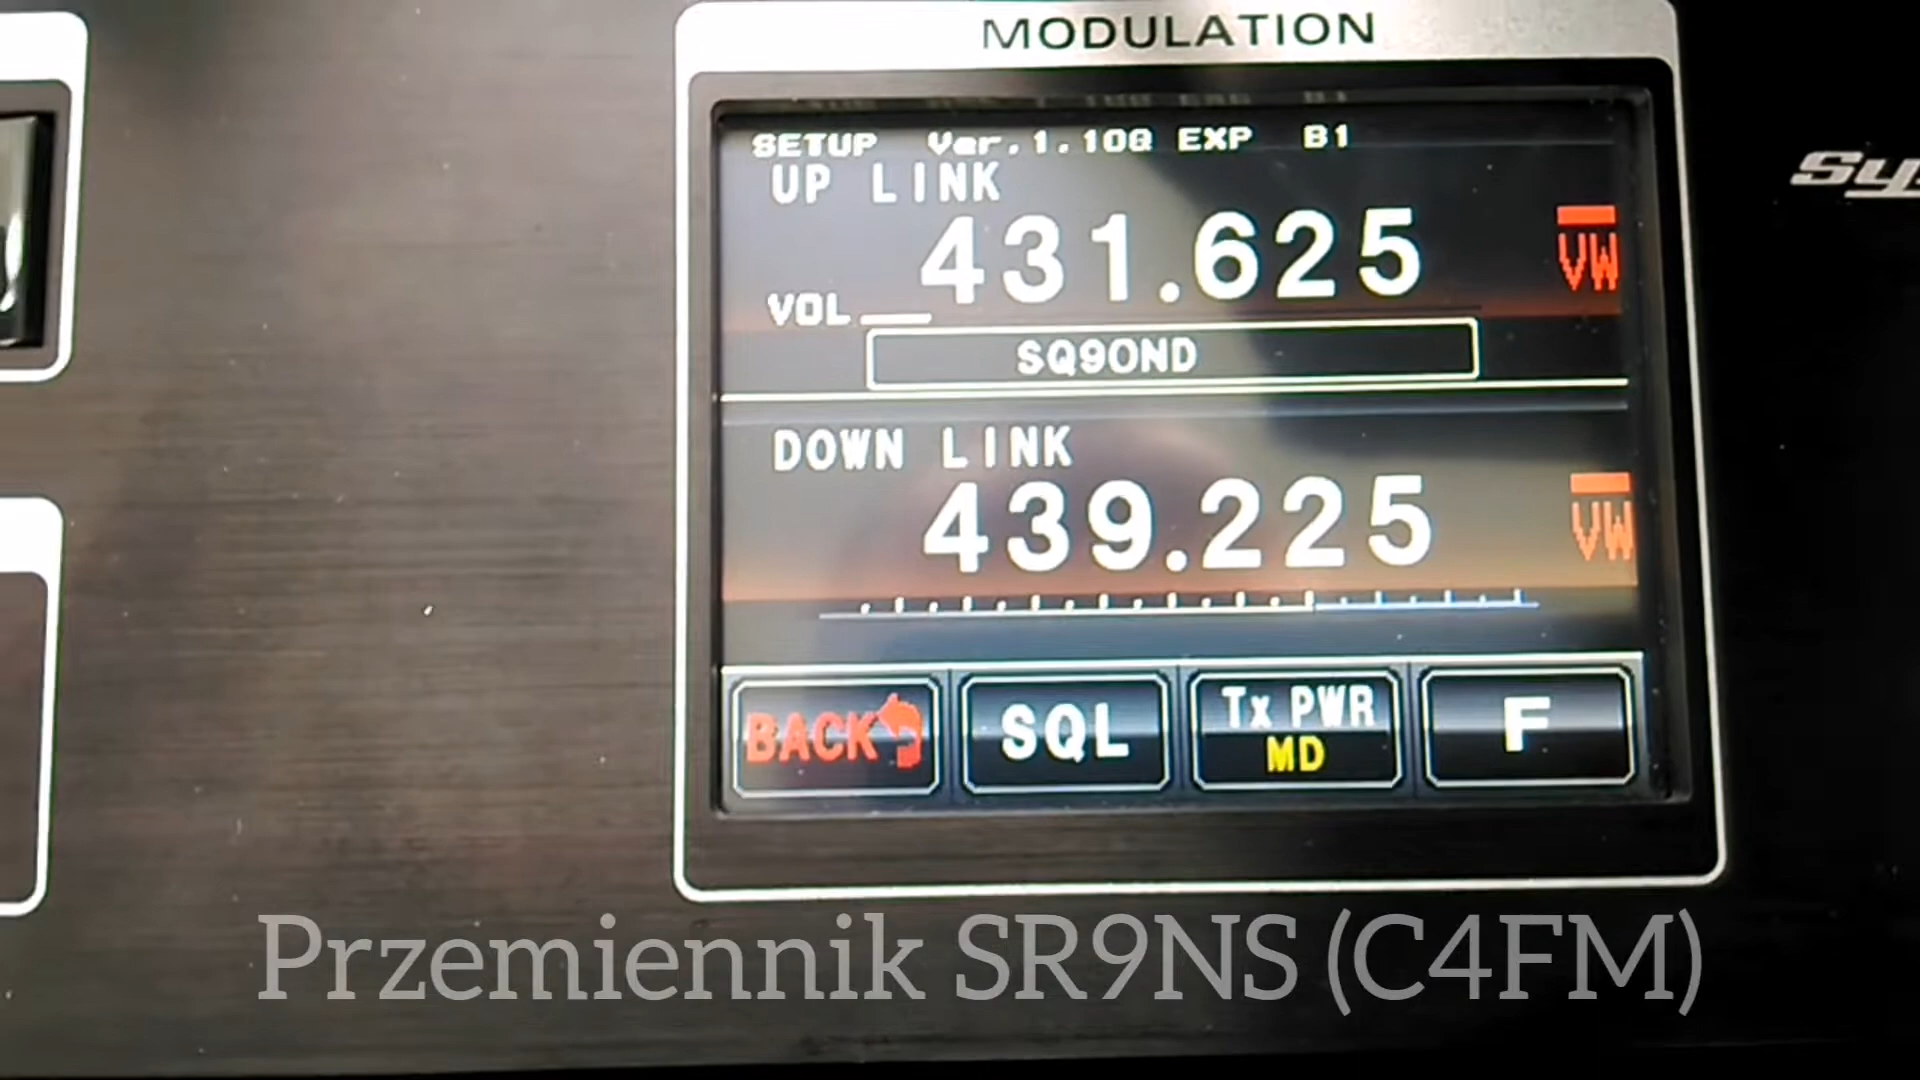 MODULATION
SETUP Ver.1.10Q EXP B1
UP LINK
431.625
VW
VOL
SQ9OND
DOWN LINK
439.225
VW
BACK
SQL
Tx PWR
MD
F
Przemiennik SR9NS (C4FM)